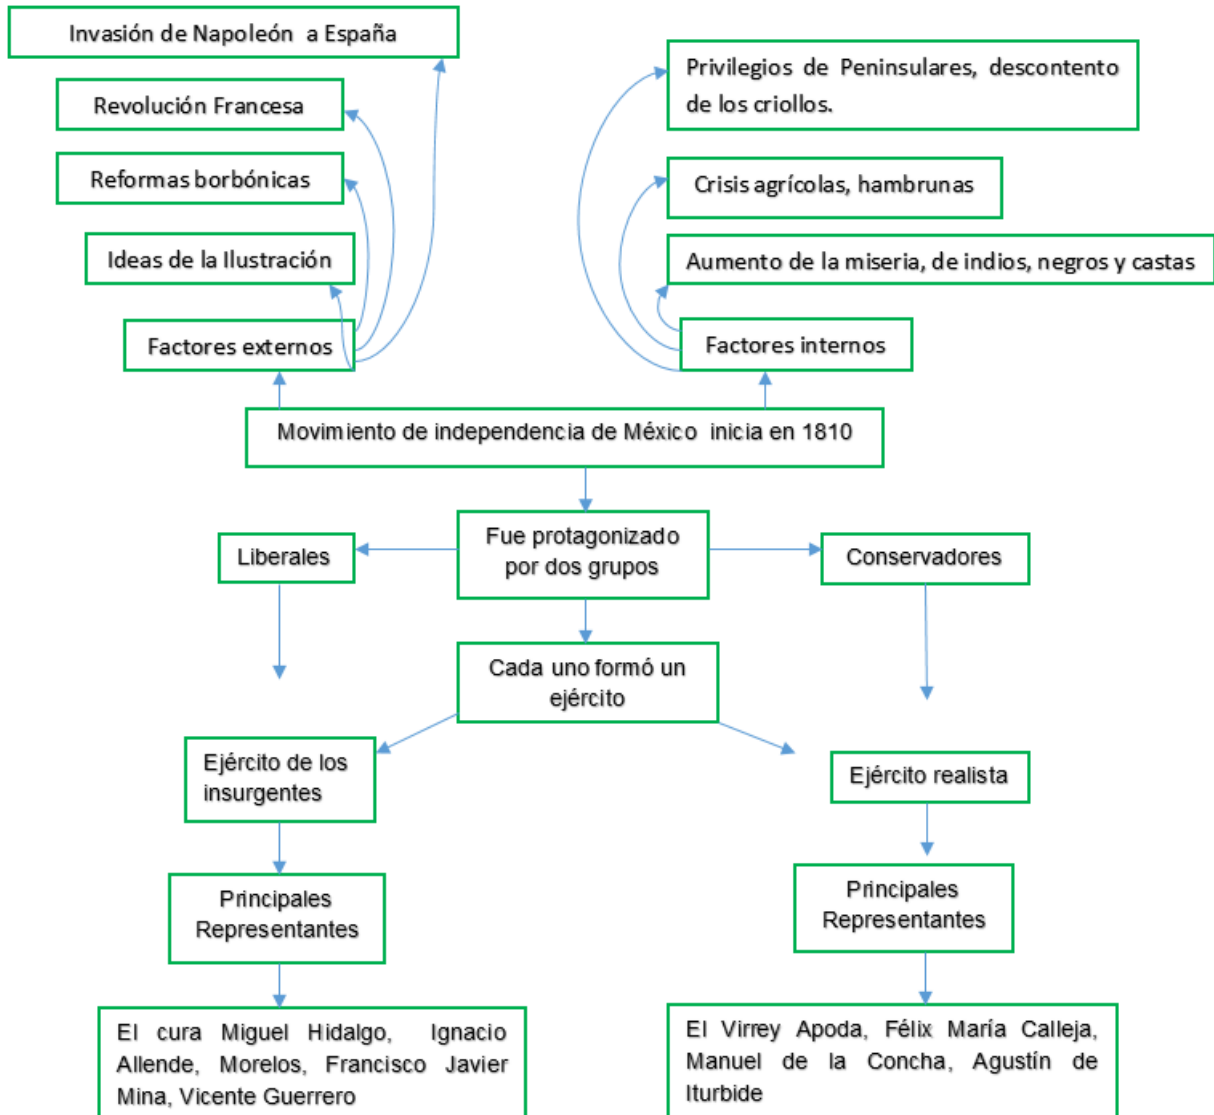 Invasión de Napoleón a España
Revolución Francesa
Reformas borbónicas
Ideas de la Ilustración
Factores externos
Privilegios de Peninsulares, descontento
de los criollos.
Crisis agrícolas, hambrunas
Aumento de la miseria, de indios, negros y castas
Factores internos
Movimiento de independencia de México inicia en 1810
Fue protagonizado
por dos grupos
Liberales
Conservadores
Cada uno formó un
ejército
Ejército de los
insurgentes
Ejército realista
Principales
Representantes
Principales
Representantes
El cura Miguel Hidalgo, Ignacio
Allende, Morelos, Francisco Javier
Mina, Vicente Guerrero
El Virrey Apoda, Félix María Calleja,
Manuel de la Concha, Agustín de
Iturbide